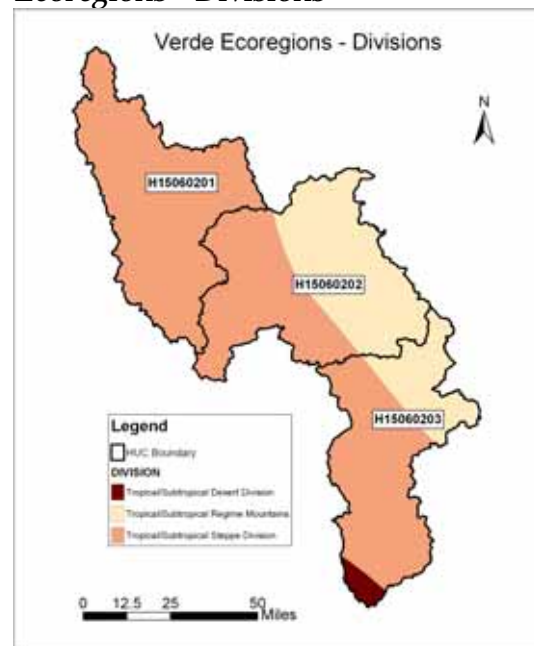 Ecoregions - Divisions
Verde Ecoregions - Divisions
N
H15060201
H15060202
H15060203
Legend
HUC Boundary
DIVISION
Tropical/Subtropical Desert Division
Tropical/Subtropical Regime Mountains
Tropical/Subtropical Steppe Division
0 12.5 25 50
Miles